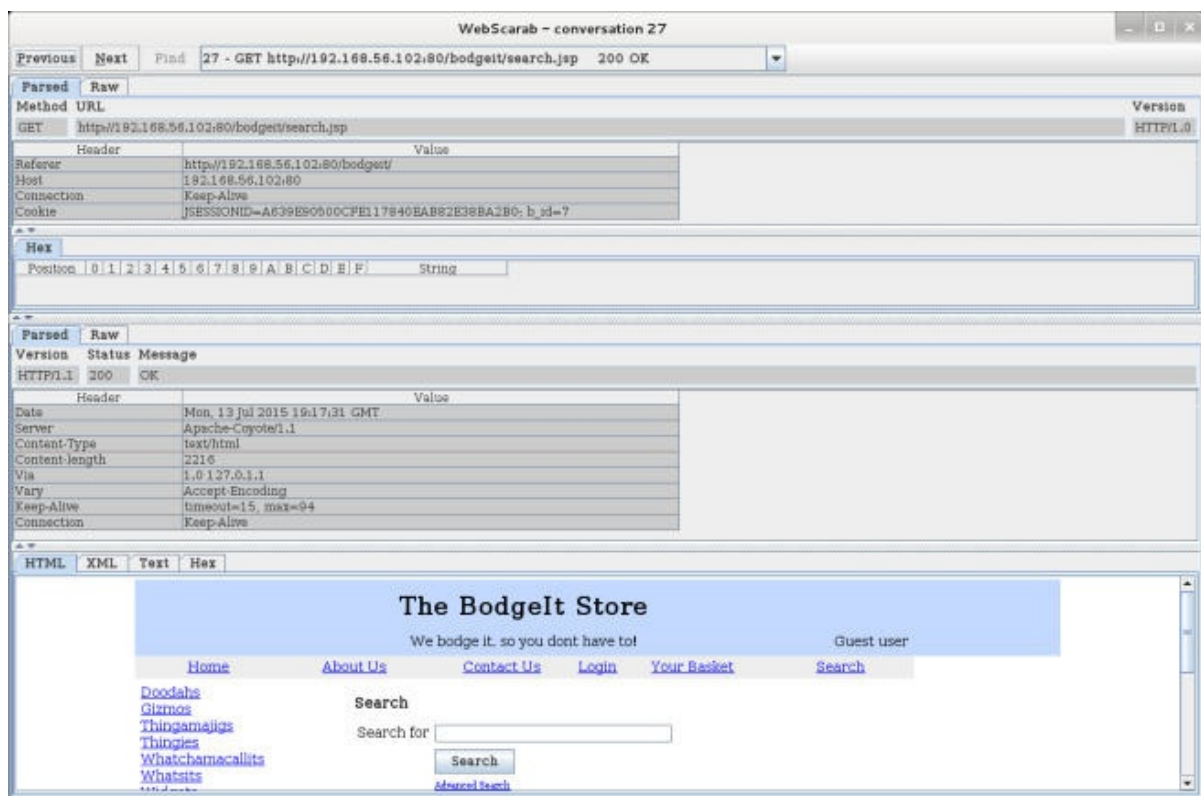 WebScarab - conversation 27
Previous Next Find 27 - GET http://192.168.56.102:80/bodgeit/search.jsp 200 OK
Parsed Raw
Method URL Version
GET http://192.168.56.102:80/bodgeit/search.jsp HTTP/1.0
Header Value
Referer http://192.168.56.102:80/bodgeit/
Host 192.168.56.102:80
Connection Keep-Alive
Cookie JSESSIONID=A639E90500CFE117840EAB82E38BA2B0; b_id=7
Hex
Position 0 1 2 3 4 5 6 7 8 9 A B C D E F String
Parsed Raw
Version Status Message
HTTP/1.1 200 OK
Header Value
Date Mon, 13 Jul 2015 19:17:31 GMT
Server Apache-Coyote/1.1
Content-Type text/html
Content-length 2216
Via 1.0 127.0.1.1
Vary Accept-Encoding
Keep-Alive timeout=15, max=94
Connection Keep-Alive
HTML XML Text Hex
The BodgeIt Store
We bodge it, so you dont have to! Guest user
Home About Us Contact Us Login Your Basket Search
Doodahs
Gizmos
Thingamajigs
Thingies
Whatchamacallits
Whatsits
Search
Search for
Search
Advanced Search